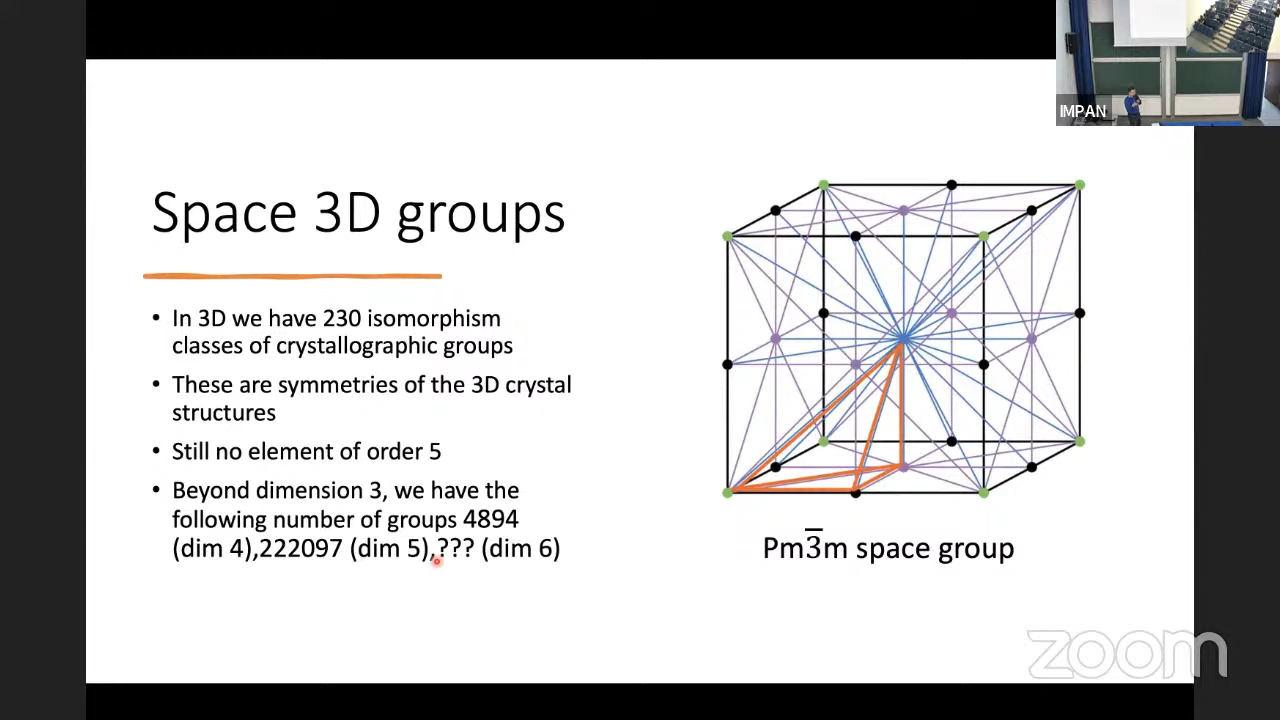 IMPAN
Space 3D groups
• In 3D we have 230 isomorphism
classes of crystallographic groups
• These are symmetries of the 3D crystal
structures
• Still no element of order 5
• Beyond dimension 3, we have the
following number of groups 4894
(dim 4),222097 (dim 5),??? (dim 6)
Pm3̅m space group
zoom